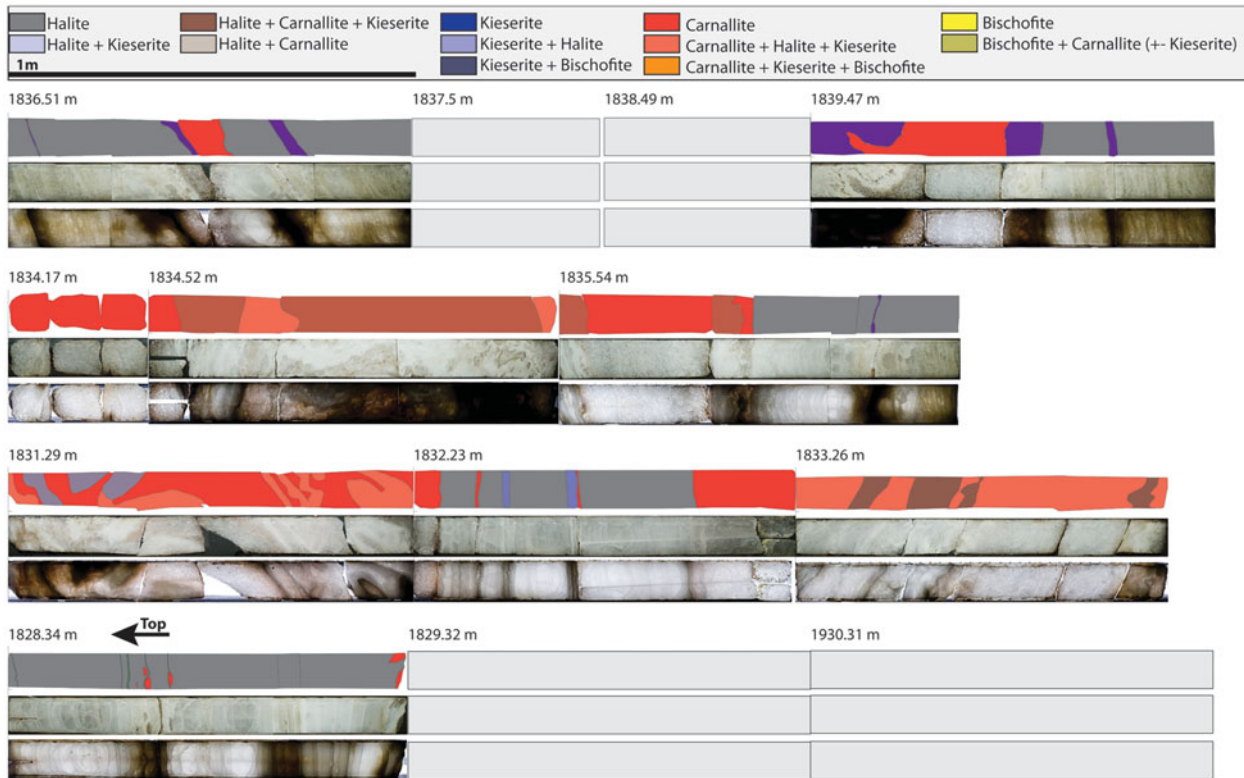 Halite
Halite + Carnallite + Kieserite
Kieserite
Carnallite
Bischofite
Halite + Kieserite
Halite + Carnallite
Kieserite + Halite
Carnallite + Halite + Kieserite
Bischofite + Carnallite (+- Kieserite)
1m
Kieserite + Bischofite
Carnallite + Kieserite + Bischofite
1836.51 m
1837.5 m
1838.49 m
1839.47 m
1834.17 m
1834.52 m
1835.54 m
1831.29 m
1832.23 m
1833.26 m
Top
1828.34 m
1829.32 m
1930.31 m